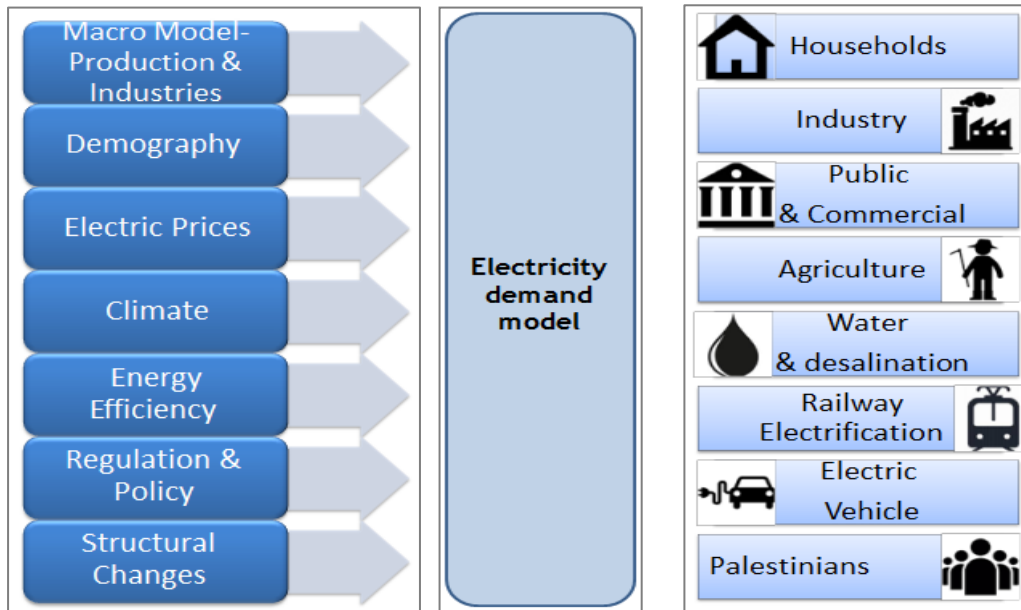 Macro Model-
Production &
Industries
Demography
Electric Prices
Climate
Energy
Efficiency
Regulation &
Policy
Structural
Changes
Electricity
demand
model
Households
Industry
Public
& Commercial
Agriculture
Water
& desalination
Railway
Electrification
Electric
Vehicle
Palestinians